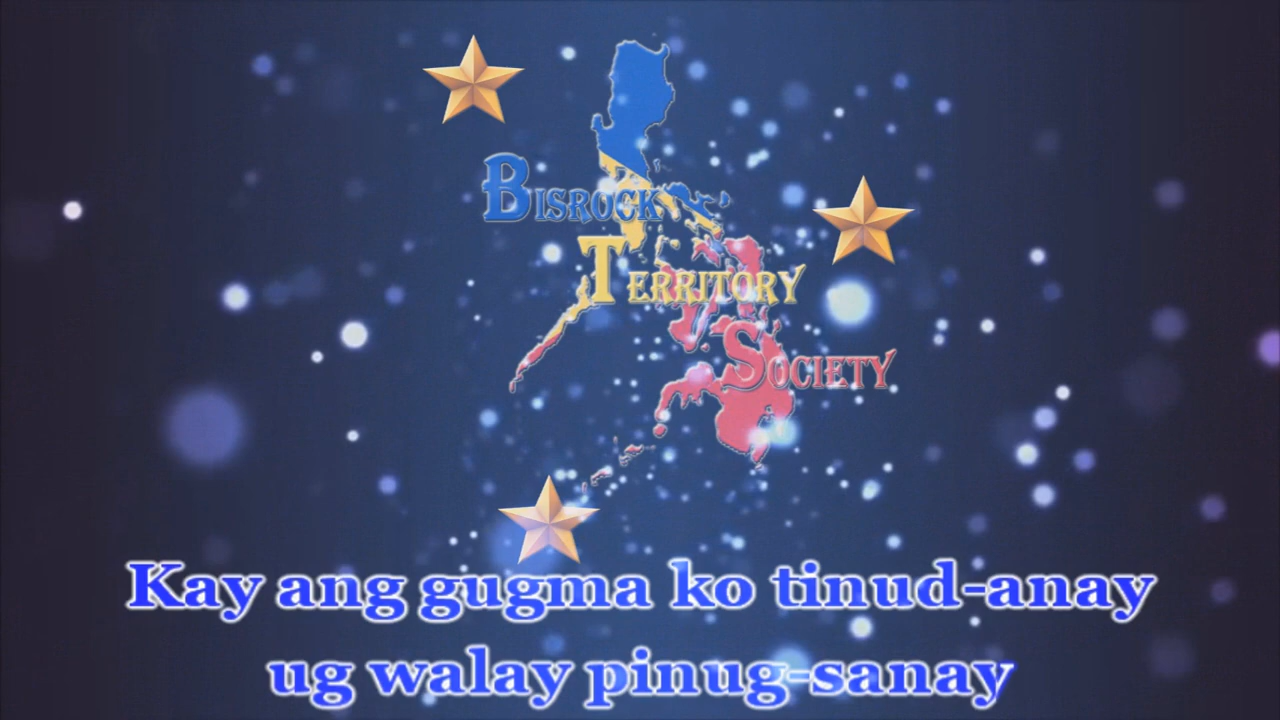 Bisrock
Territory
Society
Kay ang gugma ko tinud-anay
ug walay pinug-sanay